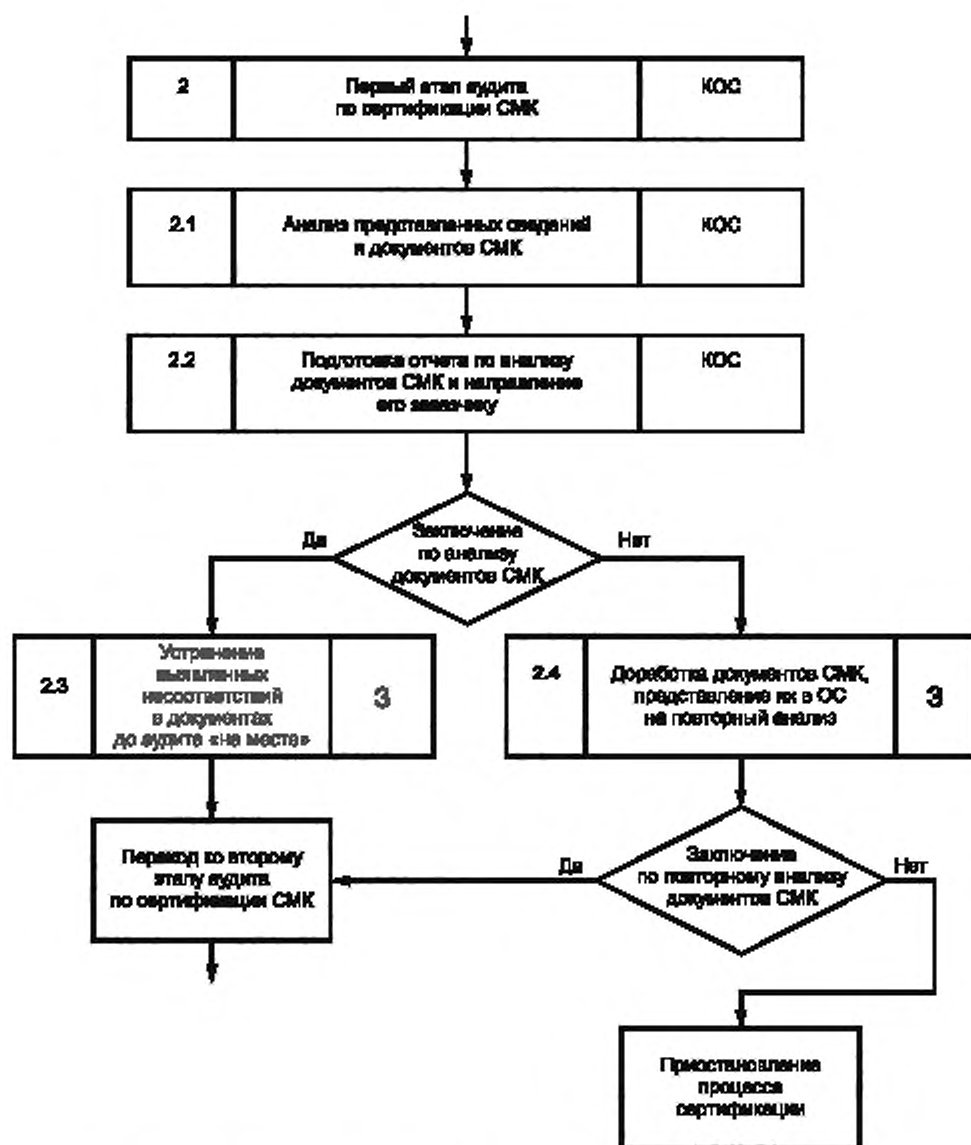 2
Первый этап аудита
по сертификации СМК
КОС
2.1
Анализ представленных сведений
и документов СМК
КОС
2.2
Подготовка отчета по анализу
документов СМК и направление
его заказчику
КОС
Да
Заключение
по анализу
документов СМК
Нет
2.3
Устранение
выявленных
несоответствий
в документах
до аудита «на месте»
З
2.4
Доработка документов СМК,
представление их в ОС
на повторный анализ
З
Переход ко второму
этапу аудита
по сертификации СМК
Да
Заключение
по повторному анализу
документов СМК
Нет
Приостановление
процесса
сертификации